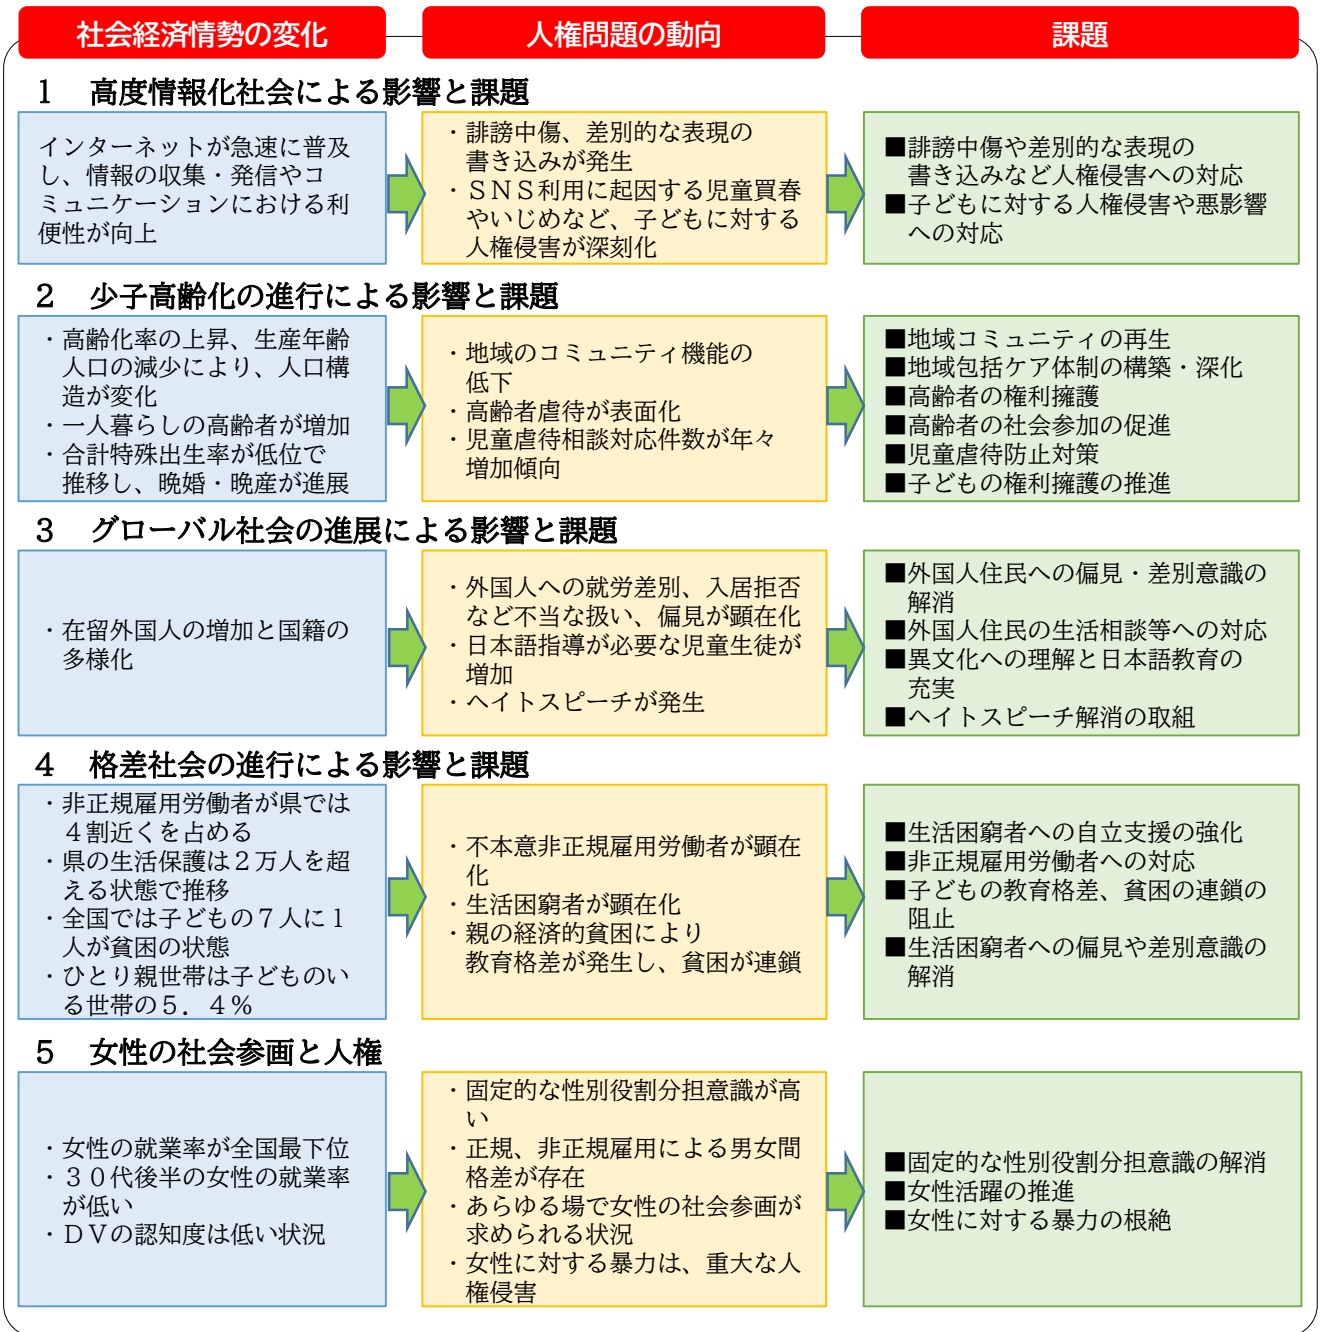 社会経済情勢の変化
人権問題の動向
課題
１　高度情報化社会による影響と課題
インターネットが急速に普及
し、情報の収集・発信やコ
ミュニケーションにおける利
便性が向上
・誹謗中傷、差別的な表現の
書き込みが発生
・ＳＮＳ利用に起因する児童買春
やいじめなど、子どもに対する
人権侵害が深刻化
■誹謗中傷や差別的な表現の
書き込みなど人権侵害への対応
■子どもに対する人権侵害や悪影響
への対応
２　少子高齢化の進行による影響と課題
・高齢化率の上昇、生産年齢
人口の減少により、人口構
造が変化
・一人暮らしの高齢者が増加
・合計特殊出生率が低位で
推移し、晩婚・晩産が進展
・地域のコミュニティ機能の
低下
・高齢者虐待が表面化
・児童虐待相談対応件数が年々
増加傾向
■地域コミュニティの再生
■地域包括ケア体制の構築・深化
■高齢者の権利擁護
■高齢者の社会参加の促進
■児童虐待防止対策
■子どもの権利擁護の推進
３　グローバル社会の進展による影響と課題
・在留外国人の増加と国籍の
多様化
・外国人への就労差別、入居拒否
など不当な扱い、偏見が顕在化
・日本語指導が必要な児童生徒が
増加
・ヘイトスピーチが発生
■外国人住民への偏見・差別意識の
解消
■外国人住民の生活相談等への対応
■異文化への理解と日本語教育の
充実
■ヘイトスピーチ解消の取組
４　格差社会の進行による影響と課題
・非正規雇用労働者が県では
４割近くを占める
・県の生活保護は２万人を超
える状態で推移
・全国では子どもの７人に１
人が貧困の状態
・ひとり親世帯は子どものい
る世帯の５．４％
・不本意非正規雇用労働者が顕在
化
・生活困窮者が顕在化
・親の経済的貧困により
教育格差が発生し、貧困が連鎖
■生活困窮者への自立支援の強化
■非正規雇用労働者への対応
■子どもの教育格差、貧困の連鎖の
阻止
■生活困窮者への偏見や差別意識の
解消
５　女性の社会参画と人権
・女性の就業率が全国最下位
・３０代後半の女性の就業率
が低い
・ＤＶの認知度は低い状況
・固定的な性別役割分担意識が高
い
・正規、非正規雇用による男女間
格差が存在
・あらゆる場で女性の社会参画が
求められる状況
・女性に対する暴力は、重大な人
権侵害
■固定的な性別役割分担意識の解消
■女性活躍の推進
■女性に対する暴力の根絶